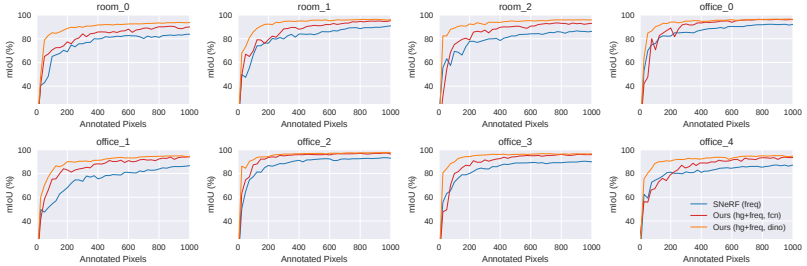 room_0
room_1
room_2
office_0
100
80
60
40
mIoU (%)
0 200 400 600 800 1000
Annotated Pixels
100
80
60
40
mIoU (%)
0 200 400 600 800 1000
Annotated Pixels
100
80
60
40
mIoU (%)
0 200 400 600 800 1000
Annotated Pixels
100
80
60
40
mIoU (%)
0 200 400 600 800 1000
Annotated Pixels
office_1
office_2
office_3
office_4
100
80
60
40
mIoU (%)
0 200 400 600 800 1000
Annotated Pixels
100
80
60
40
mIoU (%)
0 200 400 600 800 1000
Annotated Pixels
100
80
60
40
mIoU (%)
0 200 400 600 800 1000
Annotated Pixels
100
80
60
40
mIoU (%)
SNeRF (freq)
Ours (hg+freq, fcn)
Ours (hg+freq, dino)
0 200 400 600 800 1000
Annotated Pixels